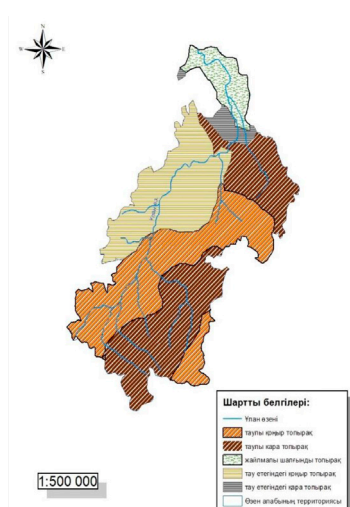 N
W
E
S
Шартты белгілері:
Ұлан өзені
таулы қоңыр топырақ
таулы қара топырақ
жайлмалы шалғынды топырақ
тау етегіндегі қоңыр топырақ
тау етегіндегі қара топырақ
Өзен алабының территориясы
1:500 000